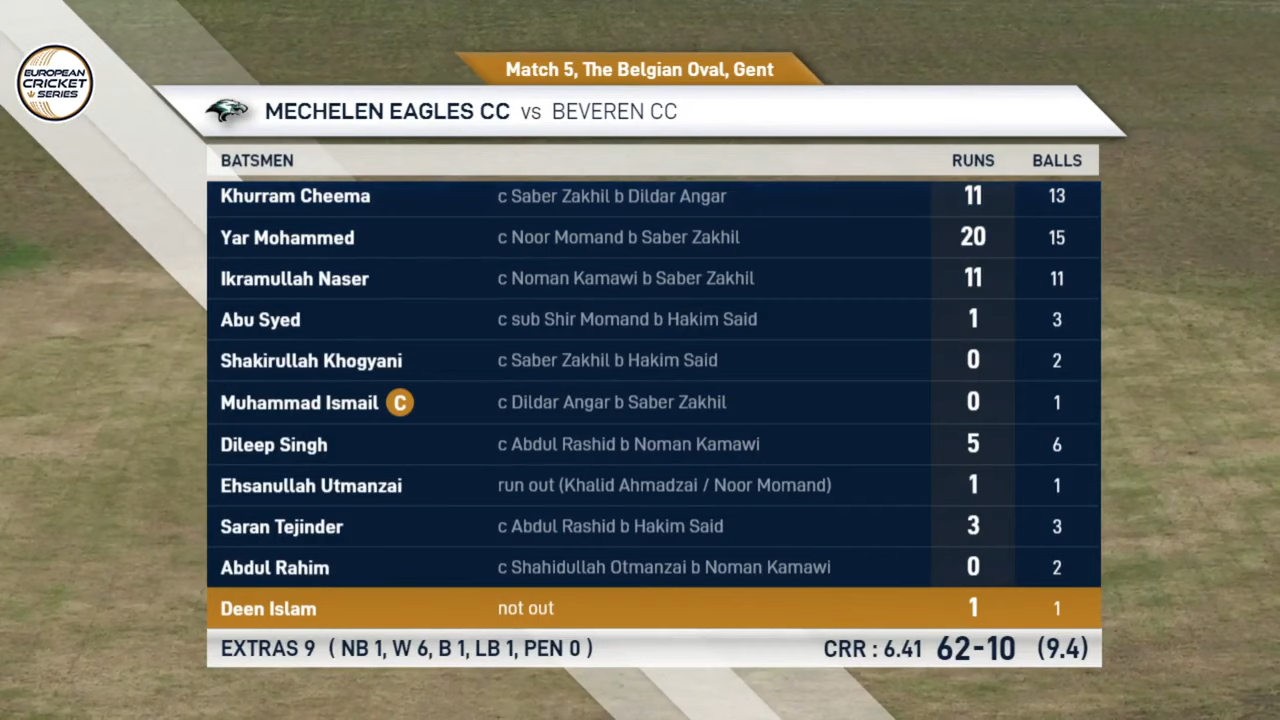 EUROPEAN
CRICKET
SERIES
Match 5, The Belgian Oval, Gent
MECHELEN EAGLES CC vs BEVEREN CC
BATSMEN RUNS BALLS
Khurram Cheema c Saber Zakhil b Dildar Angar 11 13
Yar Mohammed c Noor Momand b Saber Zakhil 20 15
Ikramullah Naser c Noman Kamawi b Saber Zakhil 11 11
Abu Syed c sub Shir Momand b Hakim Said 1 3
Shakirullah Khogyani c Saber Zakhil b Hakim Said 0 2
Muhammad Ismail C c Dildar Angar b Saber Zakhil 0 1
Dileep Singh c Abdul Rashid b Noman Kamawi 5 6
Ehsanullah Utmanzai run out (Khalid Ahmadzai / Noor Momand) 1 1
Saran Tejinder c Abdul Rashid b Hakim Said 3 3
Abdul Rahim c Shahidullah Otmanzai b Noman Kamawi 0 2
Deen Islam not out 1 1
EXTRAS 9 ( NB 1, W 6, B 1, LB 1, PEN 0 ) CRR : 6.41 62-10 (9.4)